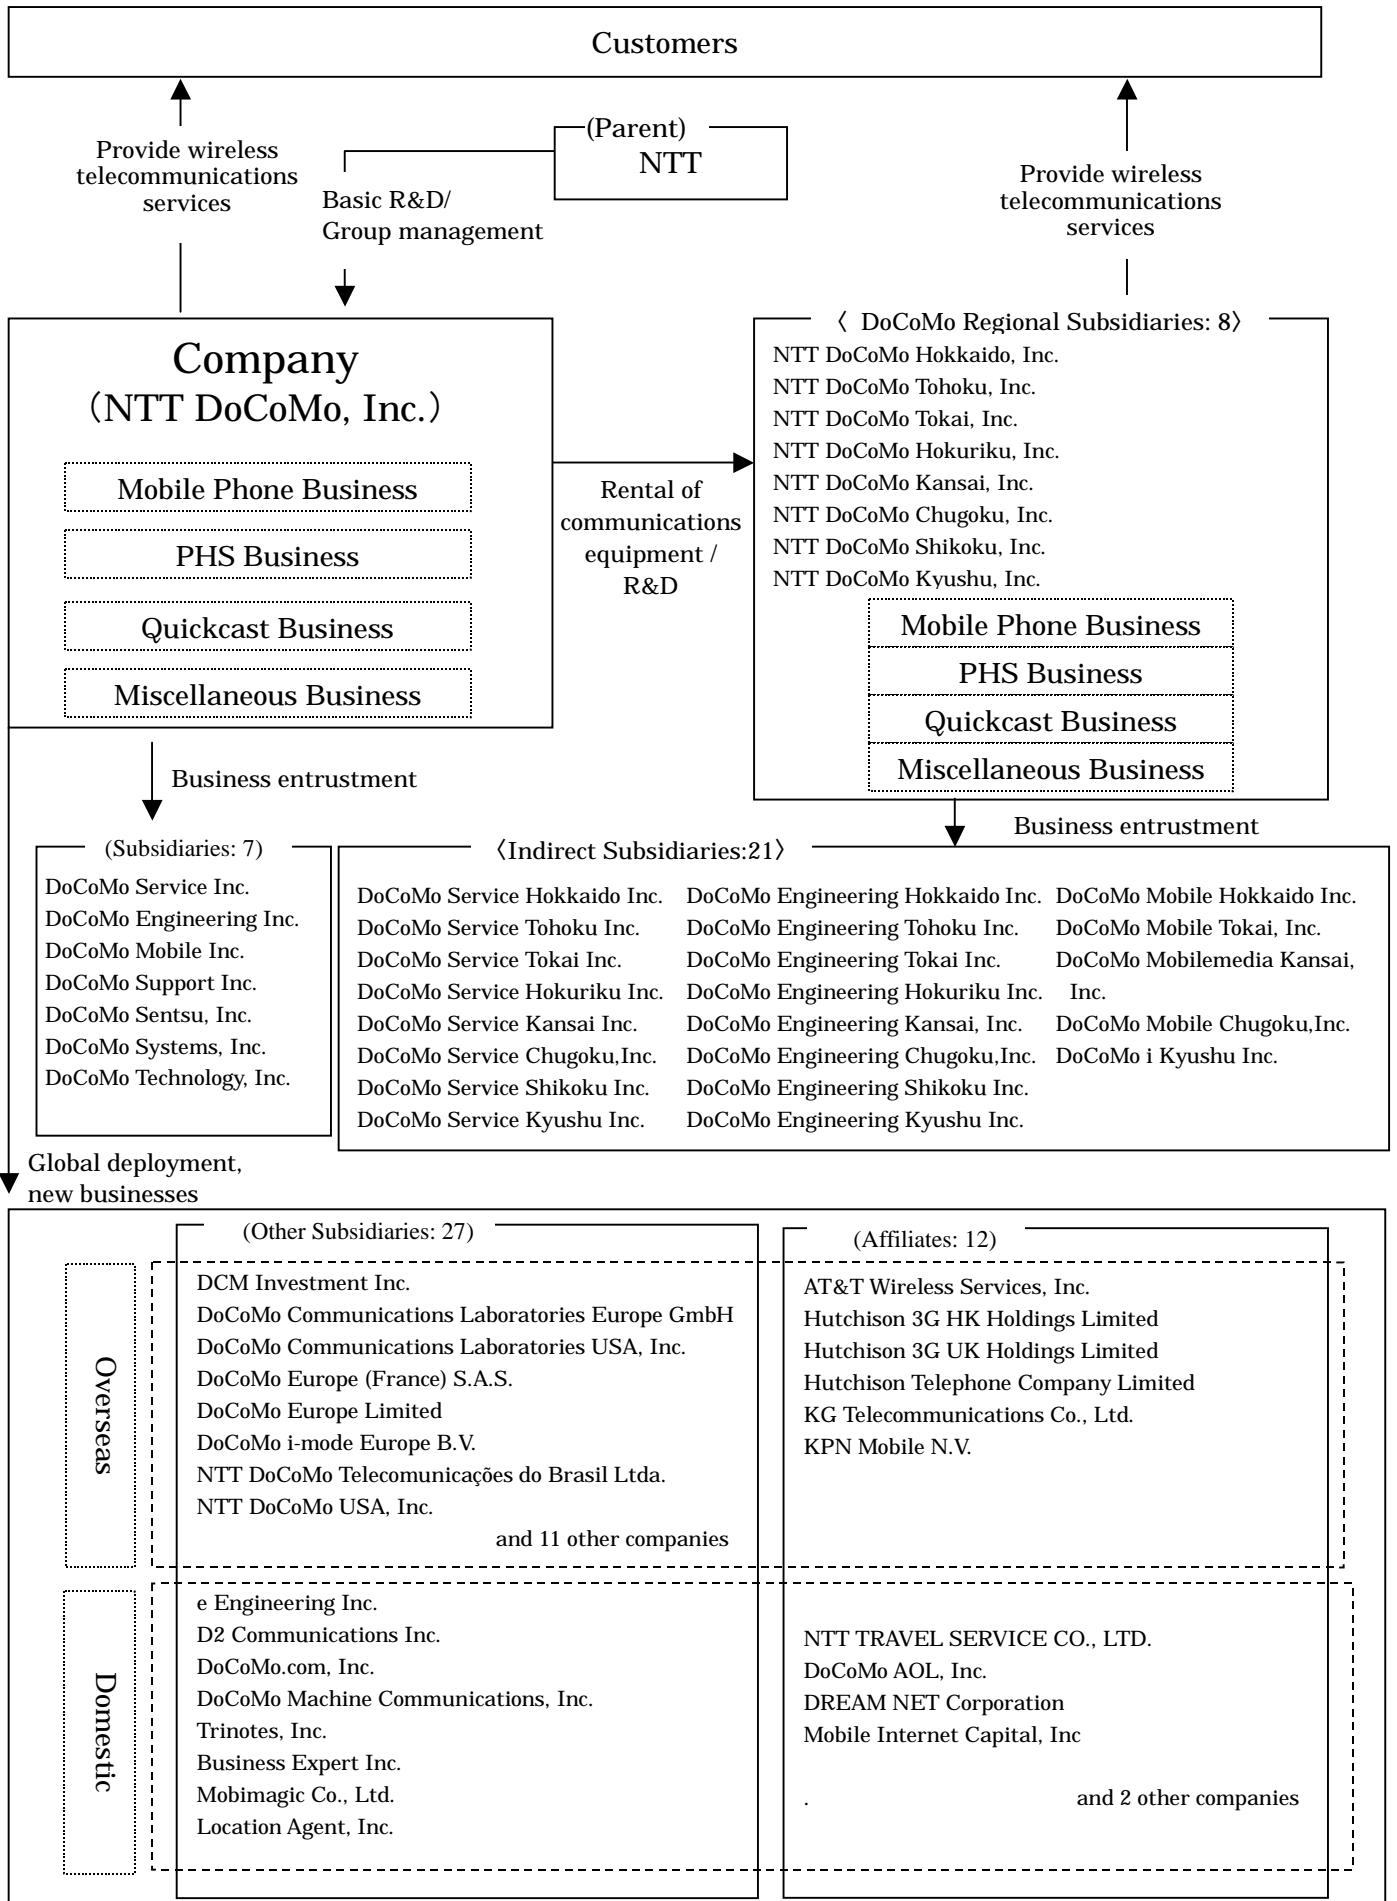 Customers
Provide wireless
telecommunications
services
(Parent)
NTT
Basic R&D/
Group management
Provide wireless
telecommunications
services
Company
（NTT DoCoMo, Inc.）
Mobile Phone Business
PHS Business
Quickcast Business
Miscellaneous Business
Rental of
communications
equipment /
R&D
〈 DoCoMo Regional Subsidiaries: 8〉
NTT DoCoMo Hokkaido, Inc.
NTT DoCoMo Tohoku, Inc.
NTT DoCoMo Tokai, Inc.
NTT DoCoMo Hokuriku, Inc.
NTT DoCoMo Kansai, Inc.
NTT DoCoMo Chugoku, Inc.
NTT DoCoMo Shikoku, Inc.
NTT DoCoMo Kyushu, Inc.
Mobile Phone Business
PHS Business
Quickcast Business
Miscellaneous Business
Business entrustment
Business entrustment
(Subsidiaries: 7)
DoCoMo Service Inc.
DoCoMo Engineering Inc.
DoCoMo Mobile Inc.
DoCoMo Support Inc.
DoCoMo Sentsu, Inc.
DoCoMo Systems, Inc.
DoCoMo Technology, Inc.
〈Indirect Subsidiaries:21〉
DoCoMo Service Hokkaido Inc.
DoCoMo Service Tohoku Inc.
DoCoMo Service Tokai Inc.
DoCoMo Service Hokuriku Inc.
DoCoMo Service Kansai Inc.
DoCoMo Service Chugoku,Inc.
DoCoMo Service Shikoku Inc.
DoCoMo Service Kyushu Inc.
DoCoMo Engineering Hokkaido Inc.
DoCoMo Engineering Tohoku Inc.
DoCoMo Engineering Tokai Inc.
DoCoMo Engineering Hokuriku Inc.
DoCoMo Engineering Kansai, Inc.
DoCoMo Engineering Chugoku,Inc.
DoCoMo Engineering Shikoku Inc.
DoCoMo Engineering Kyushu Inc.
DoCoMo Mobile Hokkaido Inc.
DoCoMo Mobile Tokai, Inc.
DoCoMo Mobilemedia Kansai,
Inc.
DoCoMo Mobile Chugoku,Inc.
DoCoMo i Kyushu Inc.
Global deployment,
new businesses
(Other Subsidiaries: 27)
(Affiliates: 12)
Overseas
DCM Investment Inc.
DoCoMo Communications Laboratories Europe GmbH
DoCoMo Communications Laboratories USA, Inc.
DoCoMo Europe (France) S.A.S.
DoCoMo Europe Limited
DoCoMo i-mode Europe B.V.
NTT DoCoMo Telecomunicações do Brasil Ltda.
NTT DoCoMo USA, Inc.
and 11 other companies
AT&T Wireless Services, Inc.
Hutchison 3G HK Holdings Limited
Hutchison 3G UK Holdings Limited
Hutchison Telephone Company Limited
KG Telecommunications Co., Ltd.
KPN Mobile N.V.
Domestic
e Engineering Inc.
D2 Communications Inc.
DoCoMo.com, Inc.
DoCoMo Machine Communications, Inc.
Trinotes, Inc.
Business Expert Inc.
Mobimagic Co., Ltd.
Location Agent, Inc.
NTT TRAVEL SERVICE CO., LTD.
DoCoMo AOL, Inc.
DREAM NET Corporation
Mobile Internet Capital, Inc
. and 2 other companies